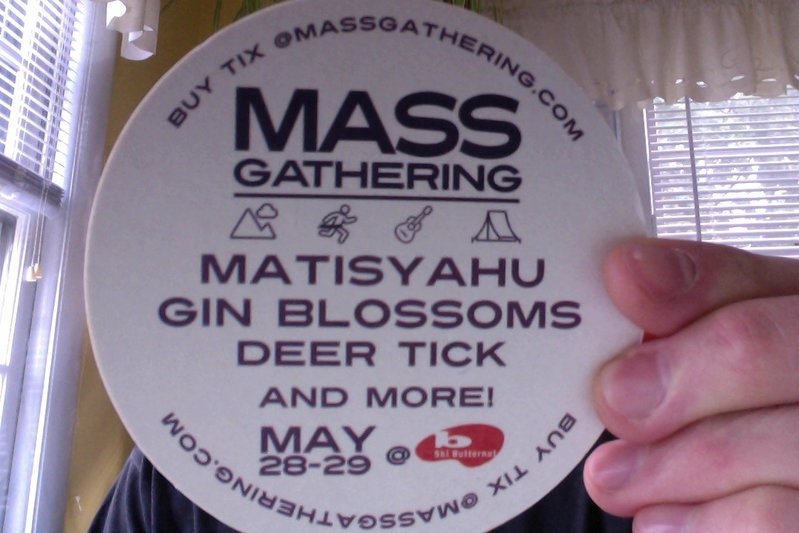 BUY TIX @MASSGATHERING.COM
MASS
GATHERING
MATISYAHU
GIN BLOSSOMS
DEER TICK
AND MORE!
MAY
28-29 @ b Ski Butternut
BUY TIX @MASSGATHERING.COM